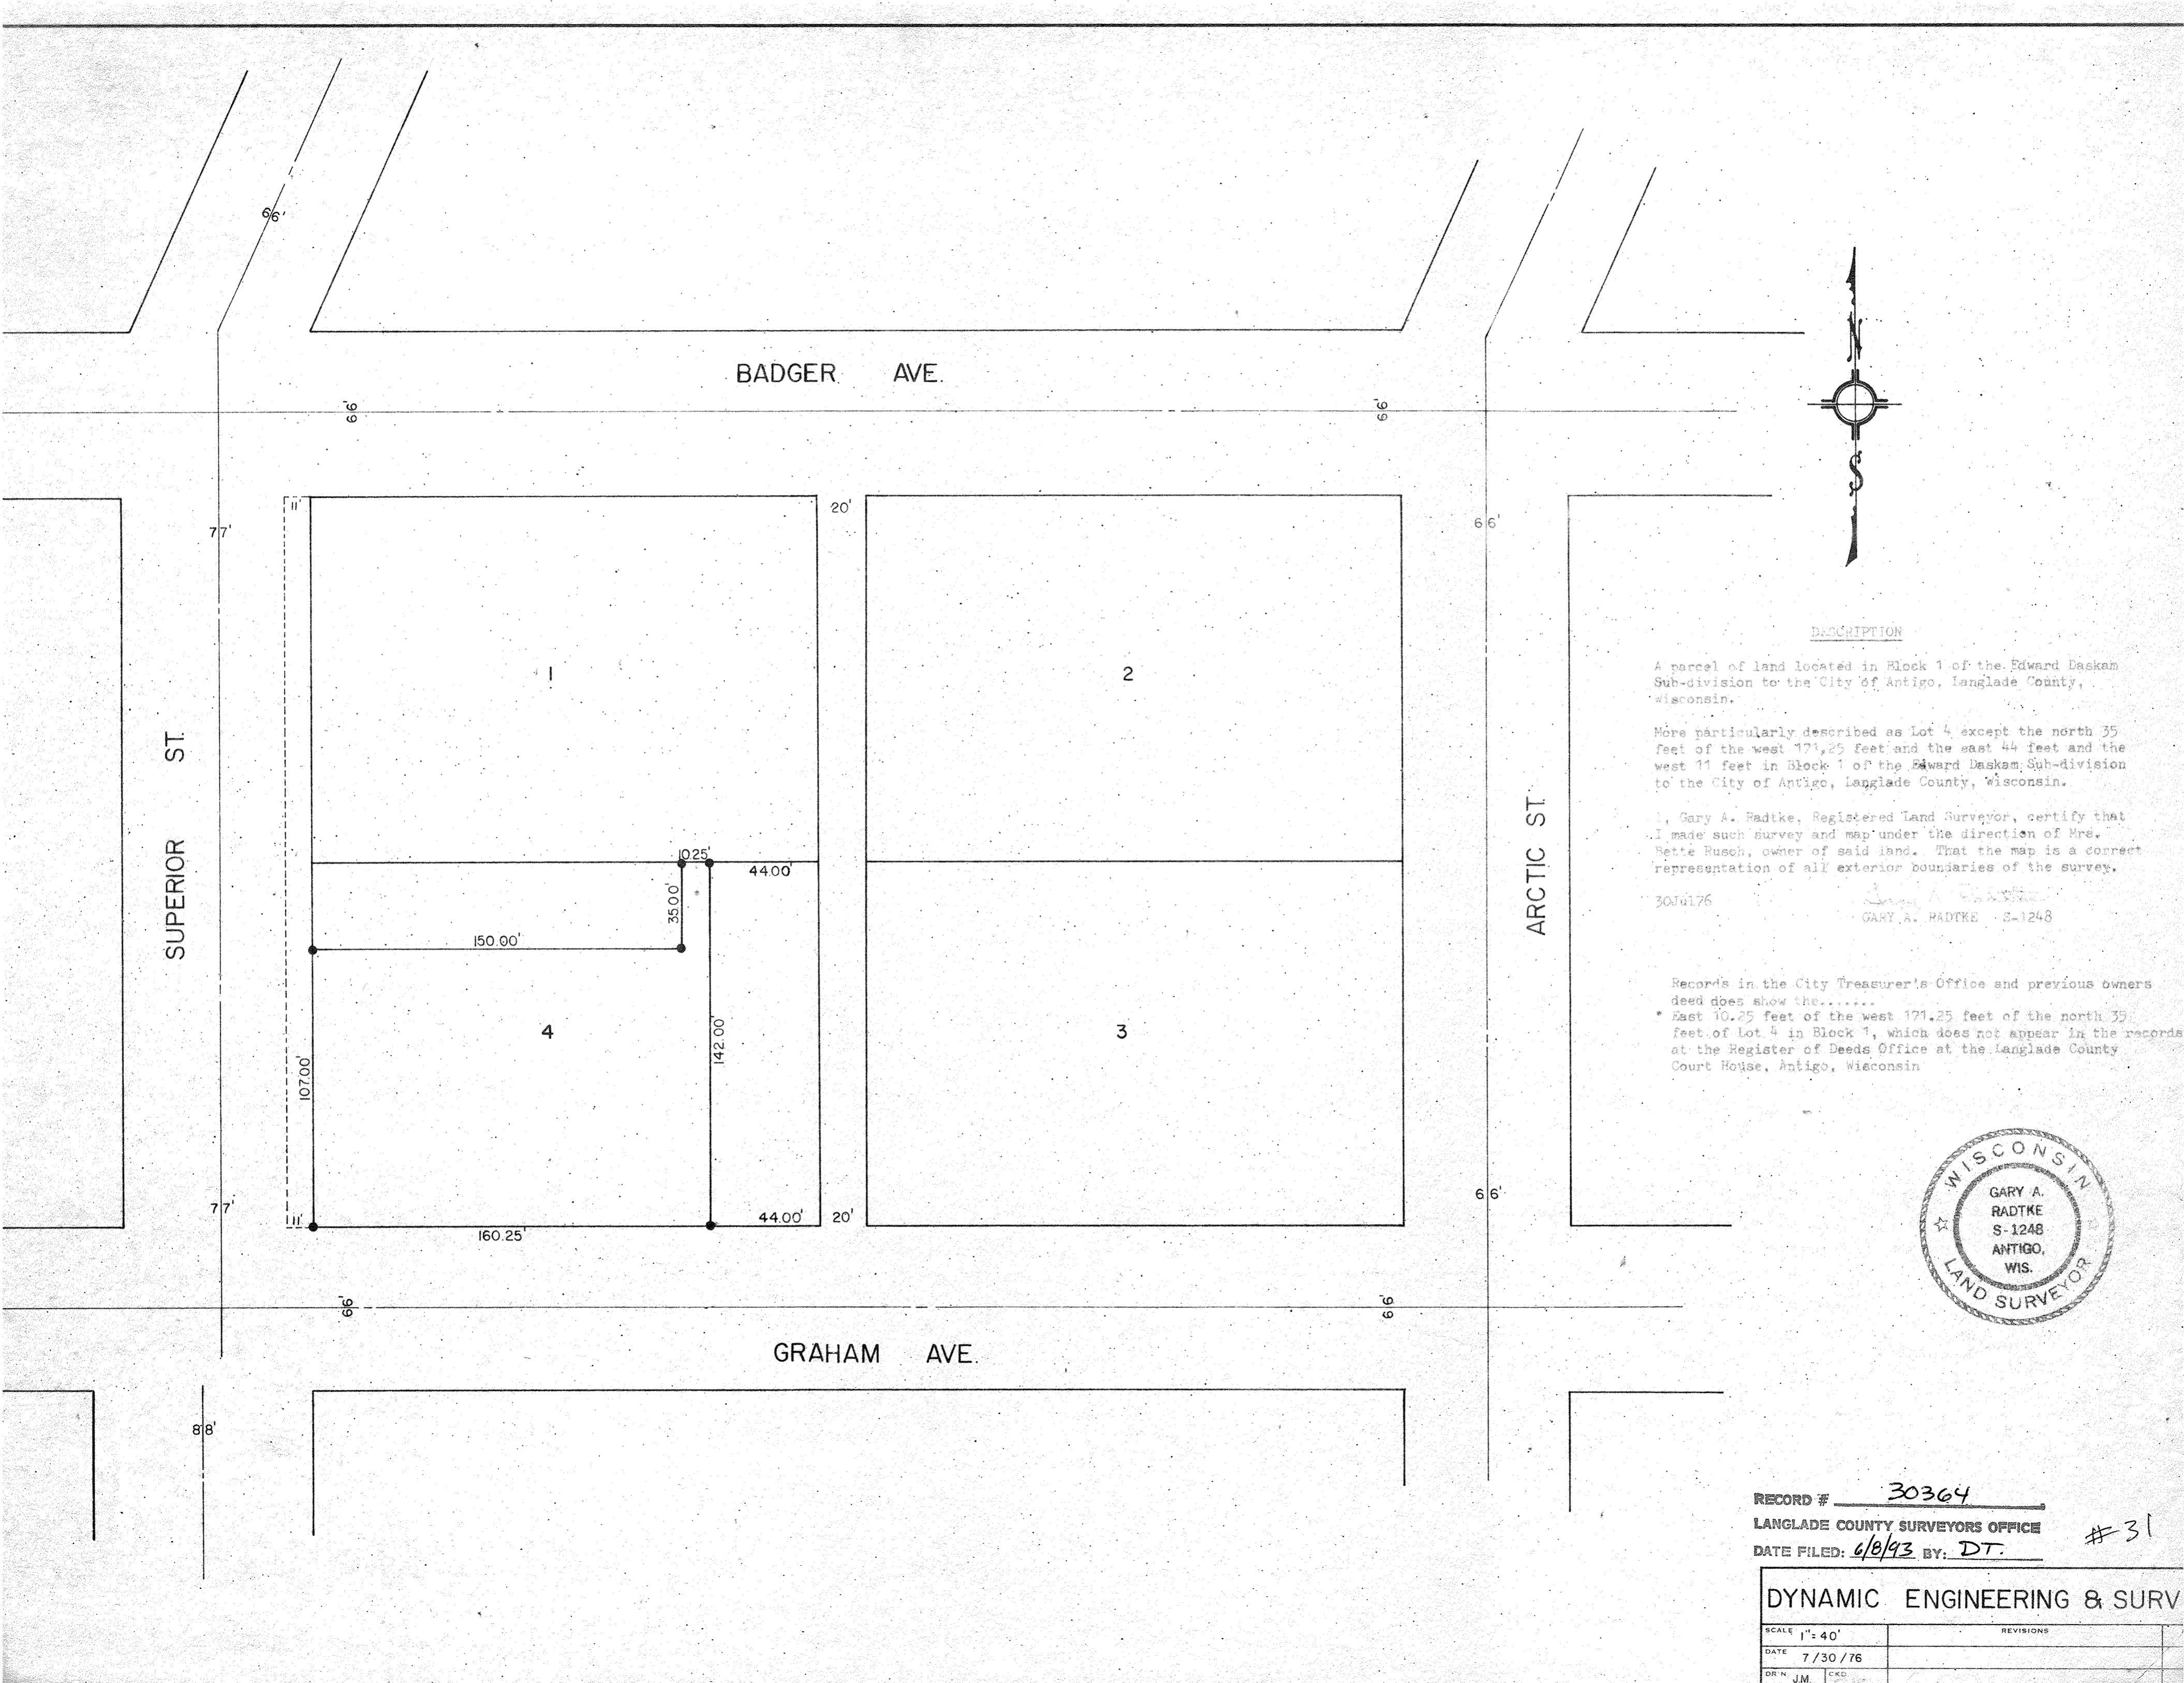 66'
BADGER AVE.
66'
66'
N
S
11'
20'
77'
66'
1
2
DESCRIPTION
A parcel of land located in Block 1 of the Edward Daskam
Sub-division to the City of Antigo, Langlade County,
Wisconsin.
More particularly described as Lot 4 except the north 35
feet of the west 171.25 feet and the east 44 feet and the
west 11 feet in Block 1 of the Edward Daskam Sub-division
to the City of Antigo, Langlade County, Wisconsin.
I, Gary A. Radtke, Registered Land Surveyor, certify that
I made such survey and map under the direction of Mrs.
Bette Rusch, owner of said land. That the map is a correct
representation of all exterior boundaries of the survey.
30Jul76
GARY A. RADTKE S-1248
SUPERIOR ST.
ARCTIC ST.
10.25'
44.00'
35.00'
150.00'
4
3
142.00'
107.00'
Records in the City Treasurer's Office and previous owners
deed does show the.......
* East 10.25 feet of the west 171.25 feet of the north 35
feet of Lot 4 in Block 1, which does not appear in the records
at the Register of Deeds Office at the Langlade County
Court House, Antigo, Wisconsin
77'
66'
11'
44.00'
20'
160.25'
WISCONSIN
GARY A.
RADTKE
S-1248
ANTIGO,
WIS.
LAND SURVEYOR
66'
66'
GRAHAM AVE.
88'
RECORD # 30364
LANGLADE COUNTY SURVEYORS OFFICE
#31
DATE FILED: 6/8/93 BY: DT.
DYNAMIC ENGINEERING & SURV
SCALE 1"=40'
REVISIONS
DATE 7/30/76
DR'N. J.M.
CKD.